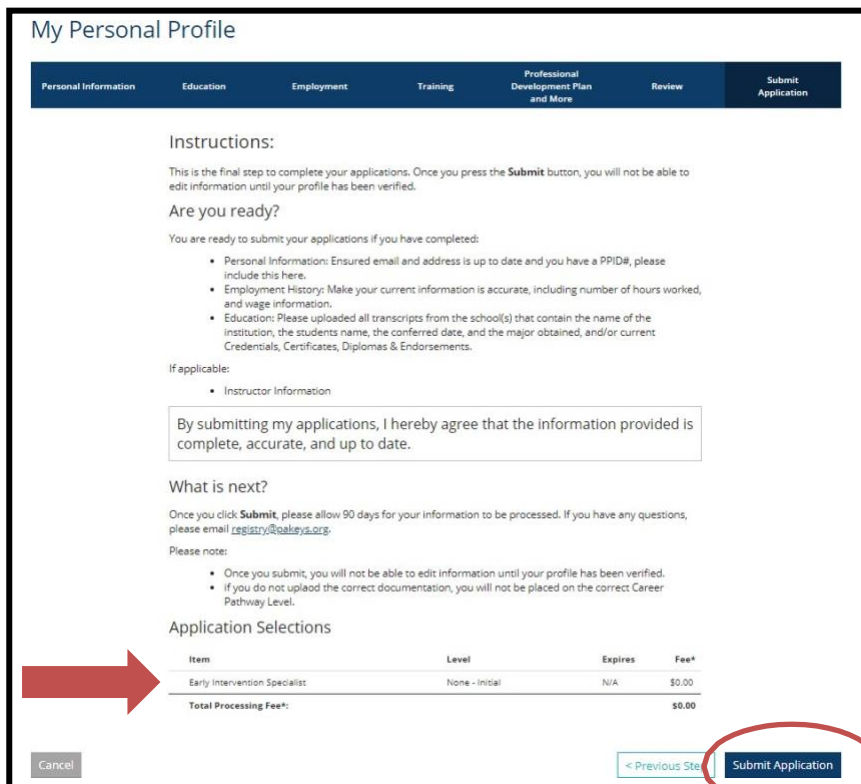 My Personal Profile
Personal Information Education Employment Training Professional Development Plan and More Review Submit Application
Instructions:
This is the final step to complete your applications. Once you press the Submit button, you will not be able to
edit information until your profile has been verified.
Are you ready?
You are ready to submit your applications if you have completed:
• Personal Information: Ensured email and address is up to date and you have a PPID#, please
include this here.
• Employment History: Make your current information is accurate, including number of hours worked,
and wage information.
• Education: Please uploaded all transcripts from the school(s) that contain the name of the
institution, the students name, the conferred date, and the major obtained, and/or current
Credentials, Certificates, Diplomas & Endorsements.
If applicable:
• Instructor Information
By submitting my applications, I hereby agree that the information provided is
complete, accurate, and up to date.
What is next?
Once you click Submit, please allow 90 days for your information to be processed. If you have any questions,
please email registry@pakeys.org.
Please note:
• Once you submit, you will not be able to edit information until your profile has been verified.
• if you do not uplaod the correct documentation, you will not be placed on the correct Career
Pathway Level.
Application Selections
Item Level Expires Fee*
Early Intervention Specialist None - Initial N/A $0.00
Total Processing Fee*: $0.00
Cancel < Previous Step Submit Application